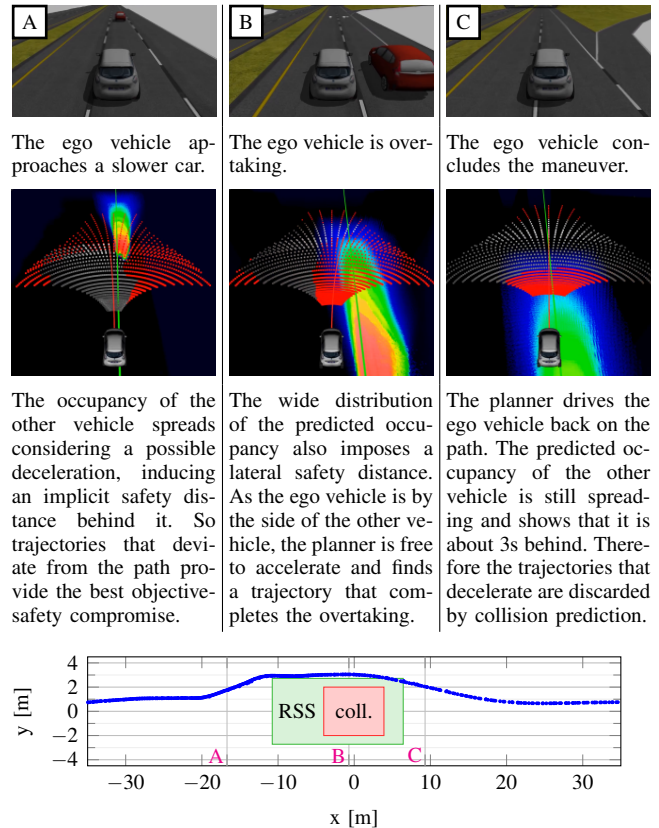 A
The ego vehicle ap-
proaches a slower car.
The occupancy of the
other vehicle spreads
considering a possible
deceleration, inducing
an implicit safety dis-
tance behind it. So
trajectories that devi-
ate from the path pro-
vide the best objective-
safety compromise.
B
The ego vehicle is over-
taking.
The wide distribution
of the predicted occu-
pancy also imposes a
lateral safety distance.
As the ego vehicle is by
the side of the other ve-
hicle, the planner is free
to accelerate and finds
a trajectory that com-
pletes the overtaking.
C
The ego vehicle con-
cludes the maneuver.
The planner drives the
ego vehicle back on the
path. The predicted oc-
cupancy of the other
vehicle is still spread-
ing and shows that it is
about 3s behind. There-
fore the trajectories that
decelerate are discarded
by collision prediction.
4
2
0
−2
−4
y [m]
RSS
coll.
A
B
C
−30 −20 −10 0 10 20 30
x [m]